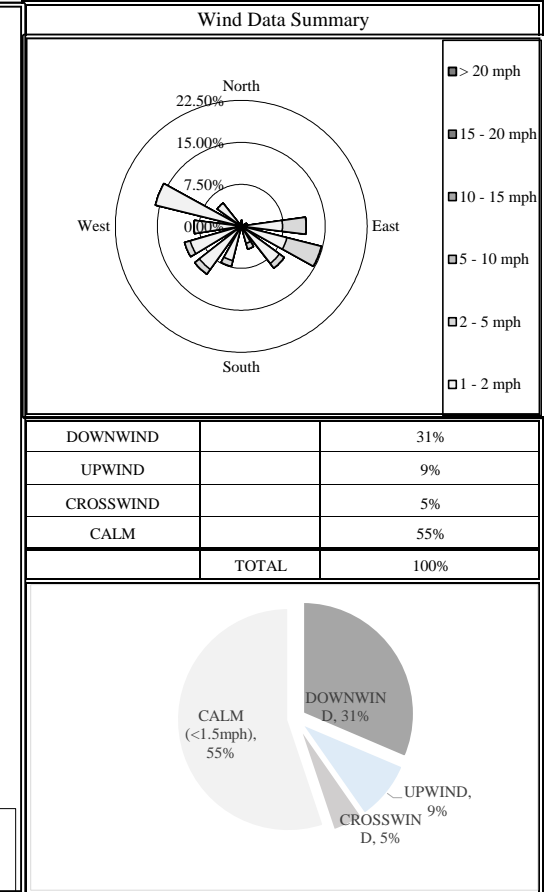 Wind Data Summary
North
22.50%
15.00%
7.50%
0.00%
West
East
South
> 20 mph
15 - 20 mph
10 - 15 mph
5 - 10 mph
2 - 5 mph
1 - 2 mph
DOWNWIND 31%
UPWIND 9%
CROSSWIND 5%
CALM 55%
TOTAL 100%
DOWNWIN
D, 31%
CALM
(<1.5mph),
55%
UPWIND,
9%
CROSSWIN
D, 5%